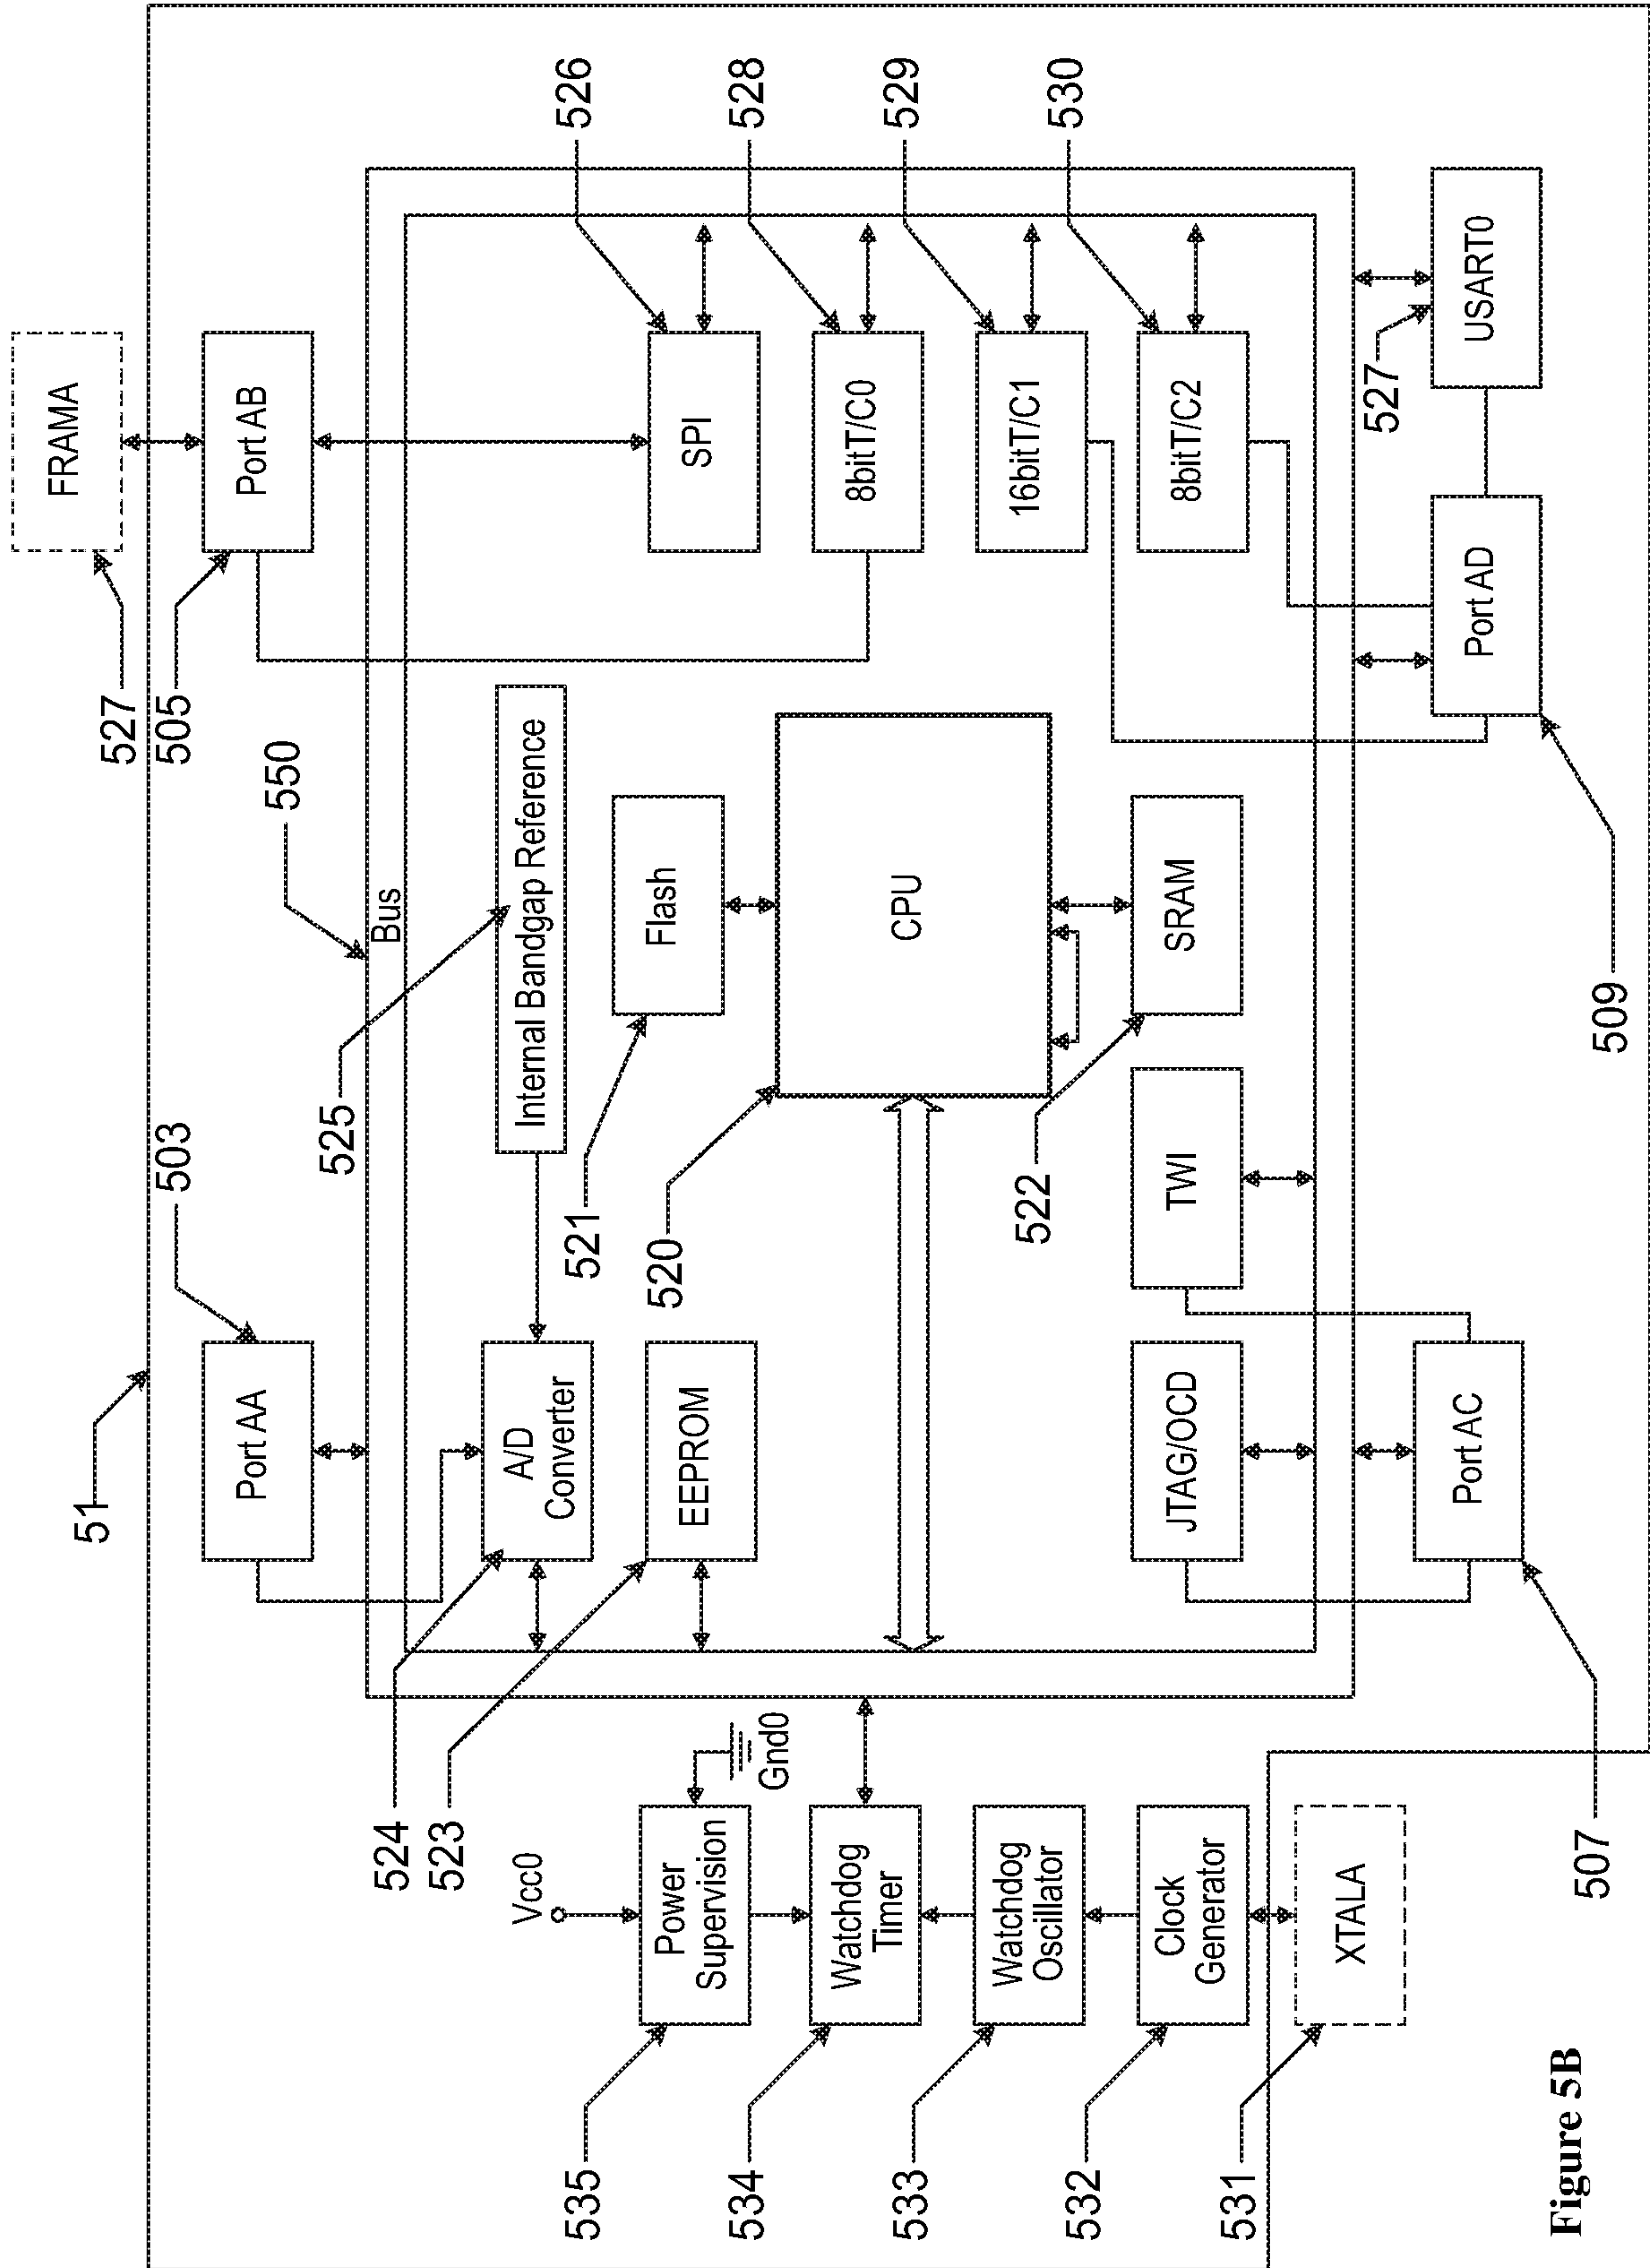 51
503
550
527
505
FRAMA
Port AA
Port AB
Bus
525
524
523
A/D
Converter
Internal Bandgap Reference
526
Vcc0
535
Power
Supervision
Gnd0
EEPROM
521
Flash
SPI
528
534
Watchdog
Timer
520
CPU
8bitT/C0
529
533
Watchdog
Oscillator
522
16bitT/C1
530
532
Clock
Generator
JTAG/OCD
TWI
SRAM
8bitT/C2
531
XTALA
Port AC
507
Port AD
509
527
USART0
Figure 5B